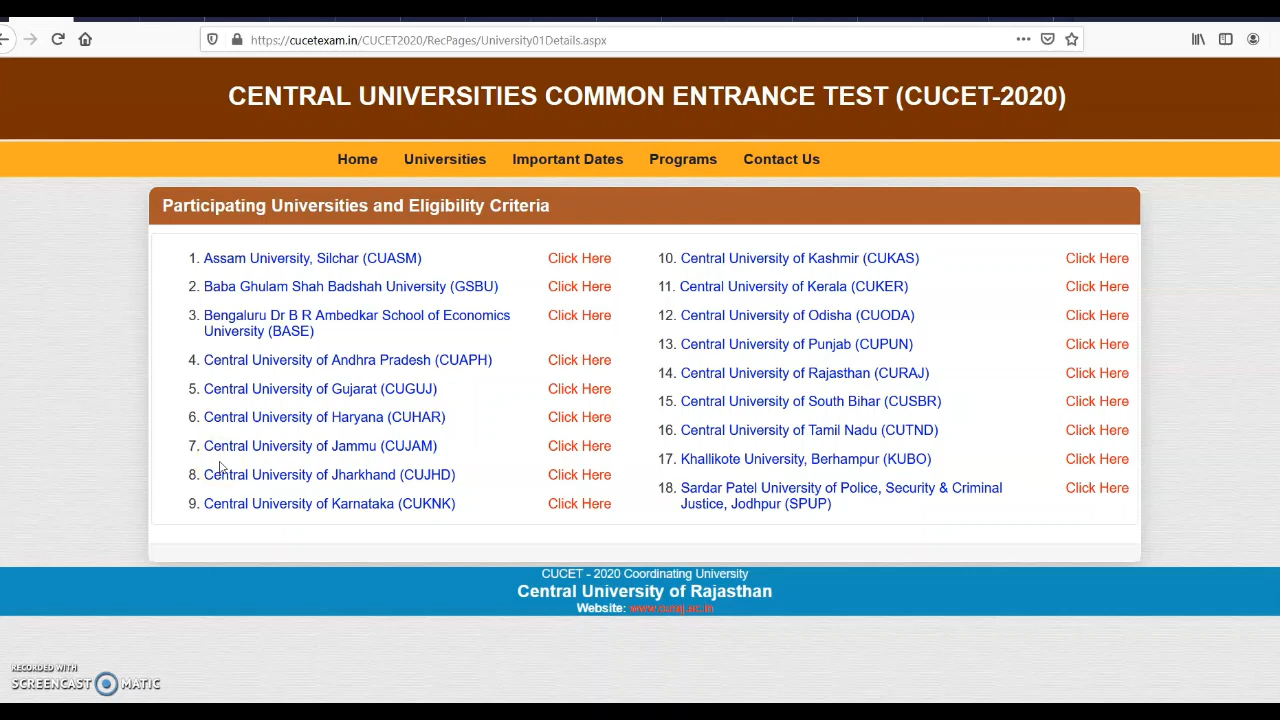 https://cucetexam.in/CUCET2020/RecPages/University01Details.aspx
CENTRAL UNIVERSITIES COMMON ENTRANCE TEST (CUCET-2020)
Home Universities Important Dates Programs Contact Us
Participating Universities and Eligibility Criteria
1. Assam University, Silchar (CUASM) Click Here
2. Baba Ghulam Shah Badshah University (GSBU) Click Here
3. Bengaluru Dr B R Ambedkar School of Economics Click Here
University (BASE)
4. Central University of Andhra Pradesh (CUAPH) Click Here
5. Central University of Gujarat (CUGUJ) Click Here
6. Central University of Haryana (CUHAR) Click Here
7. Central University of Jammu (CUJAM) Click Here
8. Central University of Jharkhand (CUJHD) Click Here
9. Central University of Karnataka (CUKNK) Click Here
10. Central University of Kashmir (CUKAS) Click Here
11. Central University of Kerala (CUKER) Click Here
12. Central University of Odisha (CUODA) Click Here
13. Central University of Punjab (CUPUN) Click Here
14. Central University of Rajasthan (CURAJ) Click Here
15. Central University of South Bihar (CUSBR) Click Here
16. Central University of Tamil Nadu (CUTND) Click Here
17. Khallikote University, Berhampur (KUBO) Click Here
18. Sardar Patel University of Police, Security & Criminal Click Here
Justice, Jodhpur (SPUP)
CUCET - 2020 Coordinating University
Central University of Rajasthan
Website: www.curaj.ac.in
RECORDED WITH
SCREENCAST MATIC